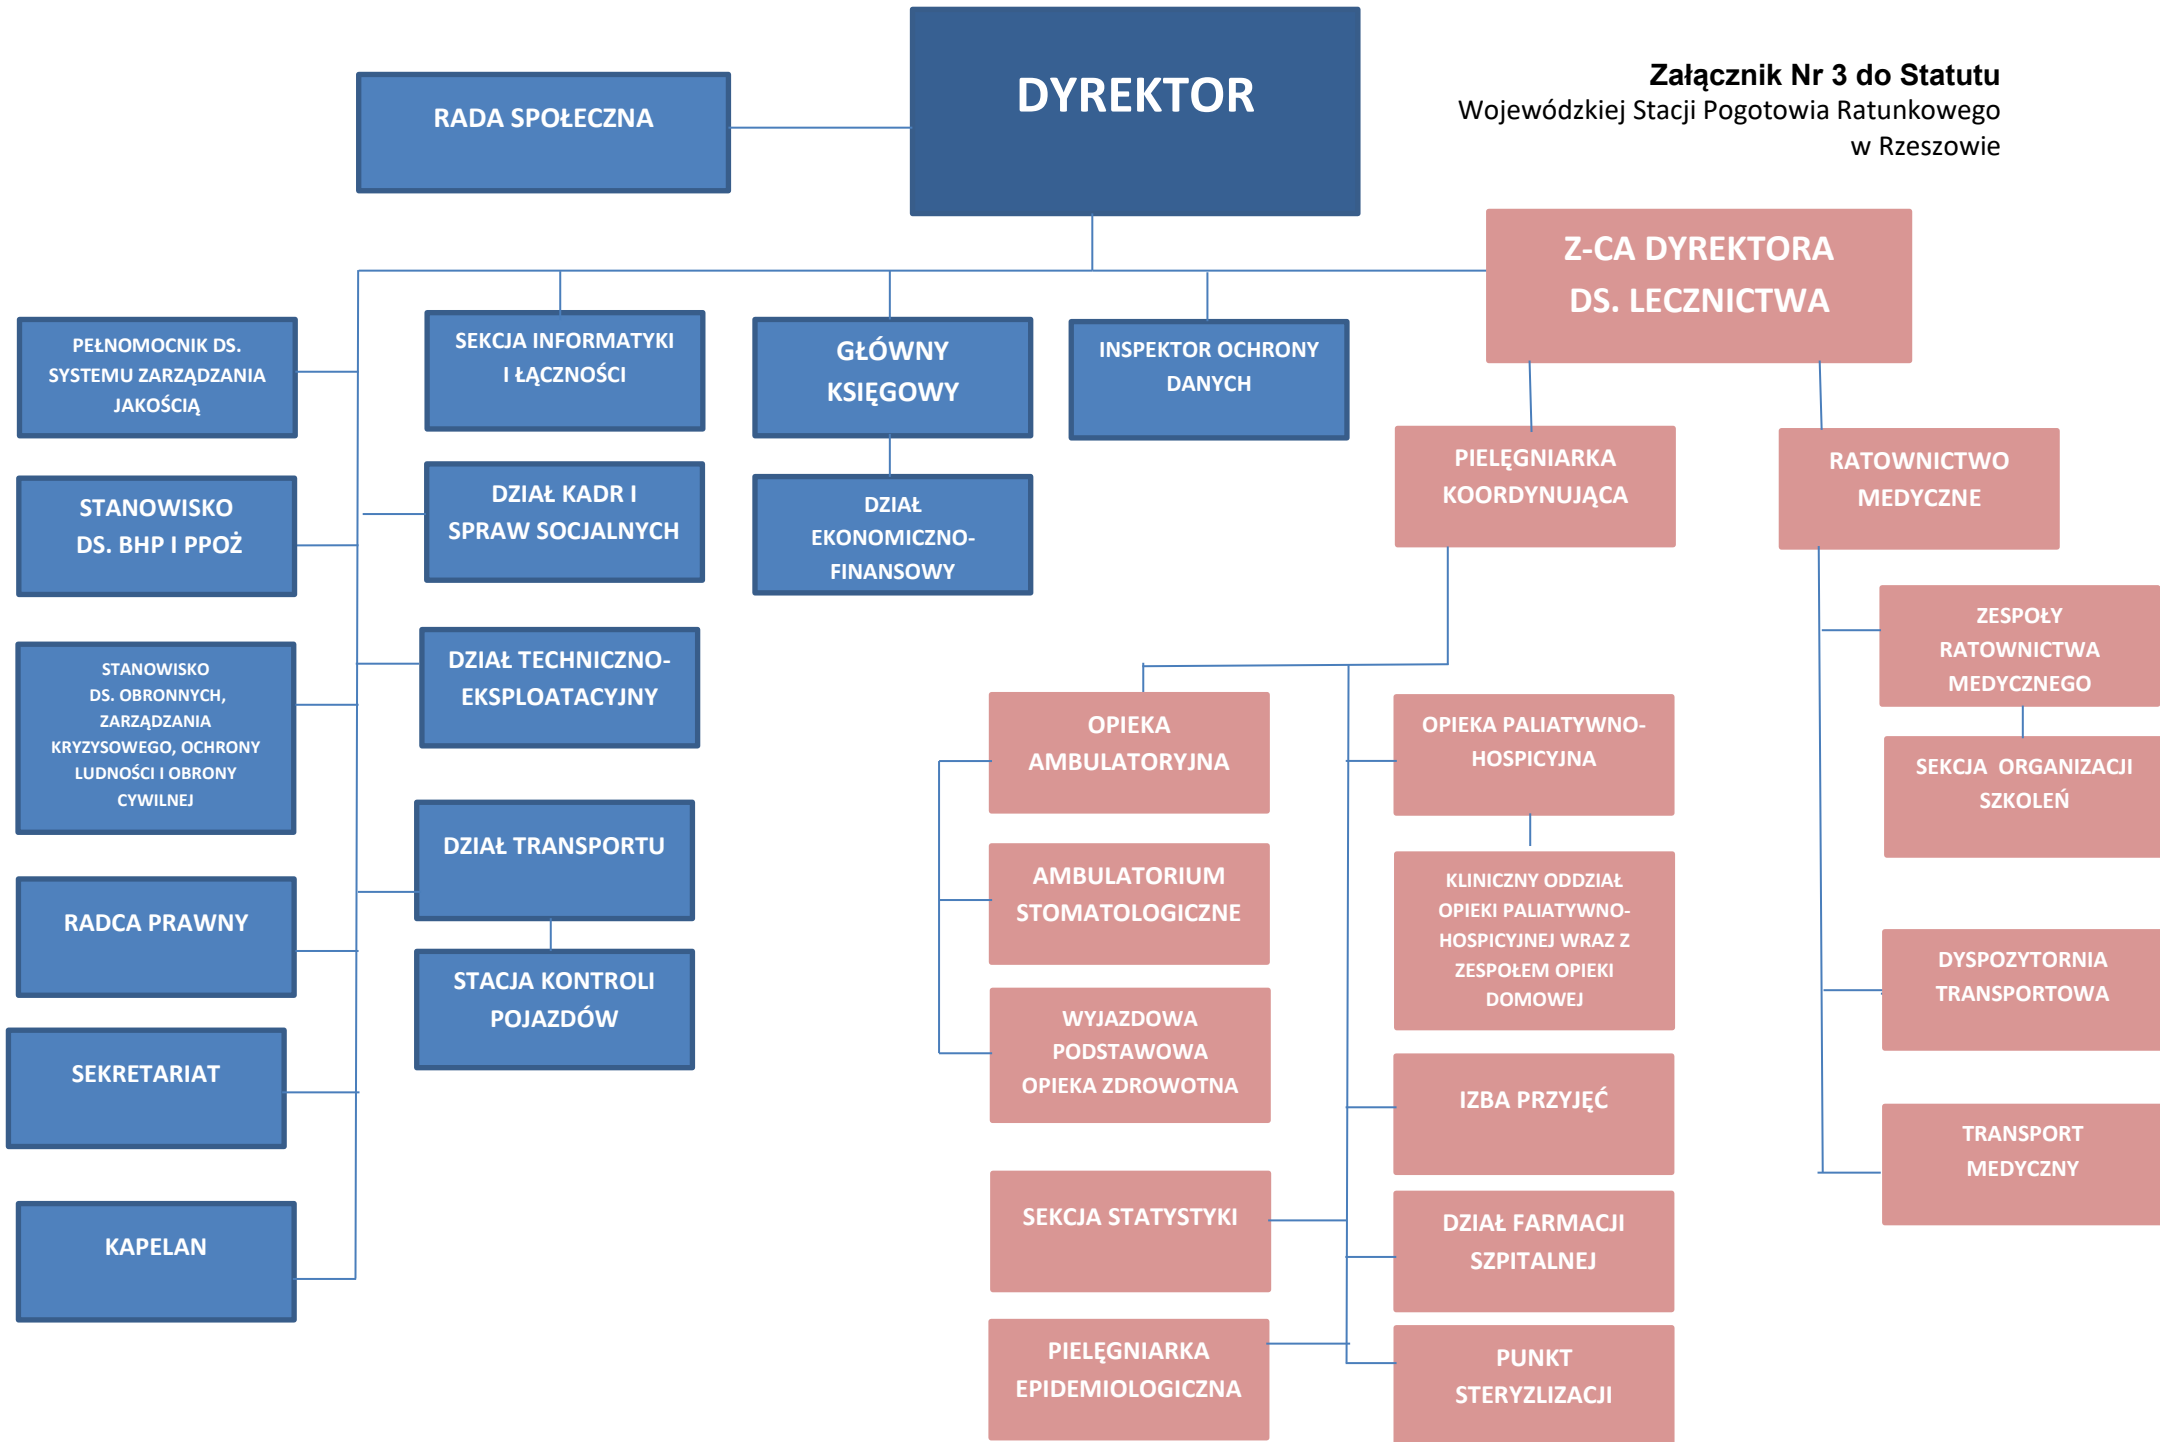 DYREKTOR
RADA SPOŁECZNA
Załącznik Nr 3 do Statutu
Wojewódzkiej Stacji Pogotowia Ratunkowego
w Rzeszowie
Z-CA DYREKTORA
DS. LECZNICTWA
PEŁNOMOCNIK DS.
SYSTEMU ZARZĄDZANIA
JAKOŚCIĄ
SEKCJA INFORMATYKI
I ŁĄCZNOŚCI
GŁÓWNY
KSIĘGOWY
INSPEKTOR OCHRONY
DANYCH
PIELĘGNIARKA
KOORDYNUJĄCA
RATOWNICTWO
MEDYCZNE
STANOWISKO
DS. BHP I PPOŻ
DZIAŁ KADR I
SPRAW SOCJALNYCH
DZIAŁ
EKONOMICZNO-
FINANSOWY
ZESPOŁY
RATOWNICTWA
MEDYCZNEGO
STANOWISKO
DS. OBRONNYCH,
ZARZĄDZANIA
KRYZYSOWEGO, OCHRONY
LUDNOŚCI I OBRONY
CYWILNEJ
DZIAŁ TECHNICZNO-
EKSPLOATACYJNY
OPIEKA
AMBULATORYJNA
OPIEKA PALIATYWNO-
HOSPICYJNA
SEKCJA  ORGANIZACJI
SZKOLEŃ
DZIAŁ TRANSPORTU
AMBULATORIUM
STOMATOLOGICZNE
KLINICZNY ODDZIAŁ
OPIEKI PALIATYWNO-
HOSPICYJNEJ WRAZ Z
ZESPOŁEM OPIEKI
DOMOWEJ
RADCA PRAWNY
STACJA KONTROLI
POJAZDÓW
DYSPOZYTORNIA
TRANSPORTOWA
WYJAZDOWA
PODSTAWOWA
OPIEKA ZDROWOTNA
SEKRETARIAT
IZBA PRZYJĘĆ
TRANSPORT
MEDYCZNY
KAPELAN
SEKCJA STATYSTYKI
DZIAŁ FARMACJI
SZPITALNEJ
PIELĘGNIARKA
EPIDEMIOLOGICZNA
PUNKT
STERYZLIZACJI